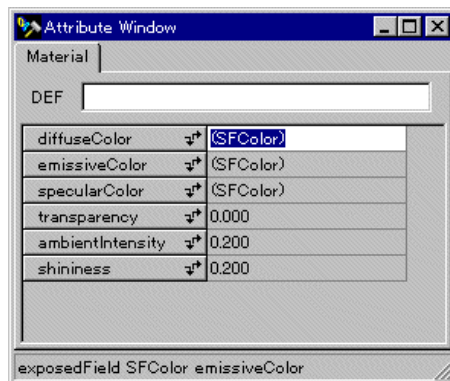 Attribute Window
Material
DEF
diffuseColor (SFColor)
emissiveColor (SFColor)
specularColor (SFColor)
transparency 0.000
ambientIntensity 0.200
shininess 0.200
exposedField SFColor emissiveColor